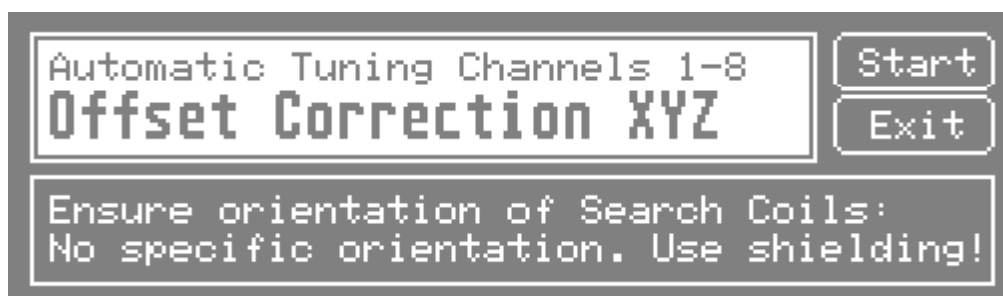 Automatic Tuning Channels 1-8
Offset Correction XYZ
Start
Exit
Ensure orientation of Search Coils:
No specific orientation. Use shielding!